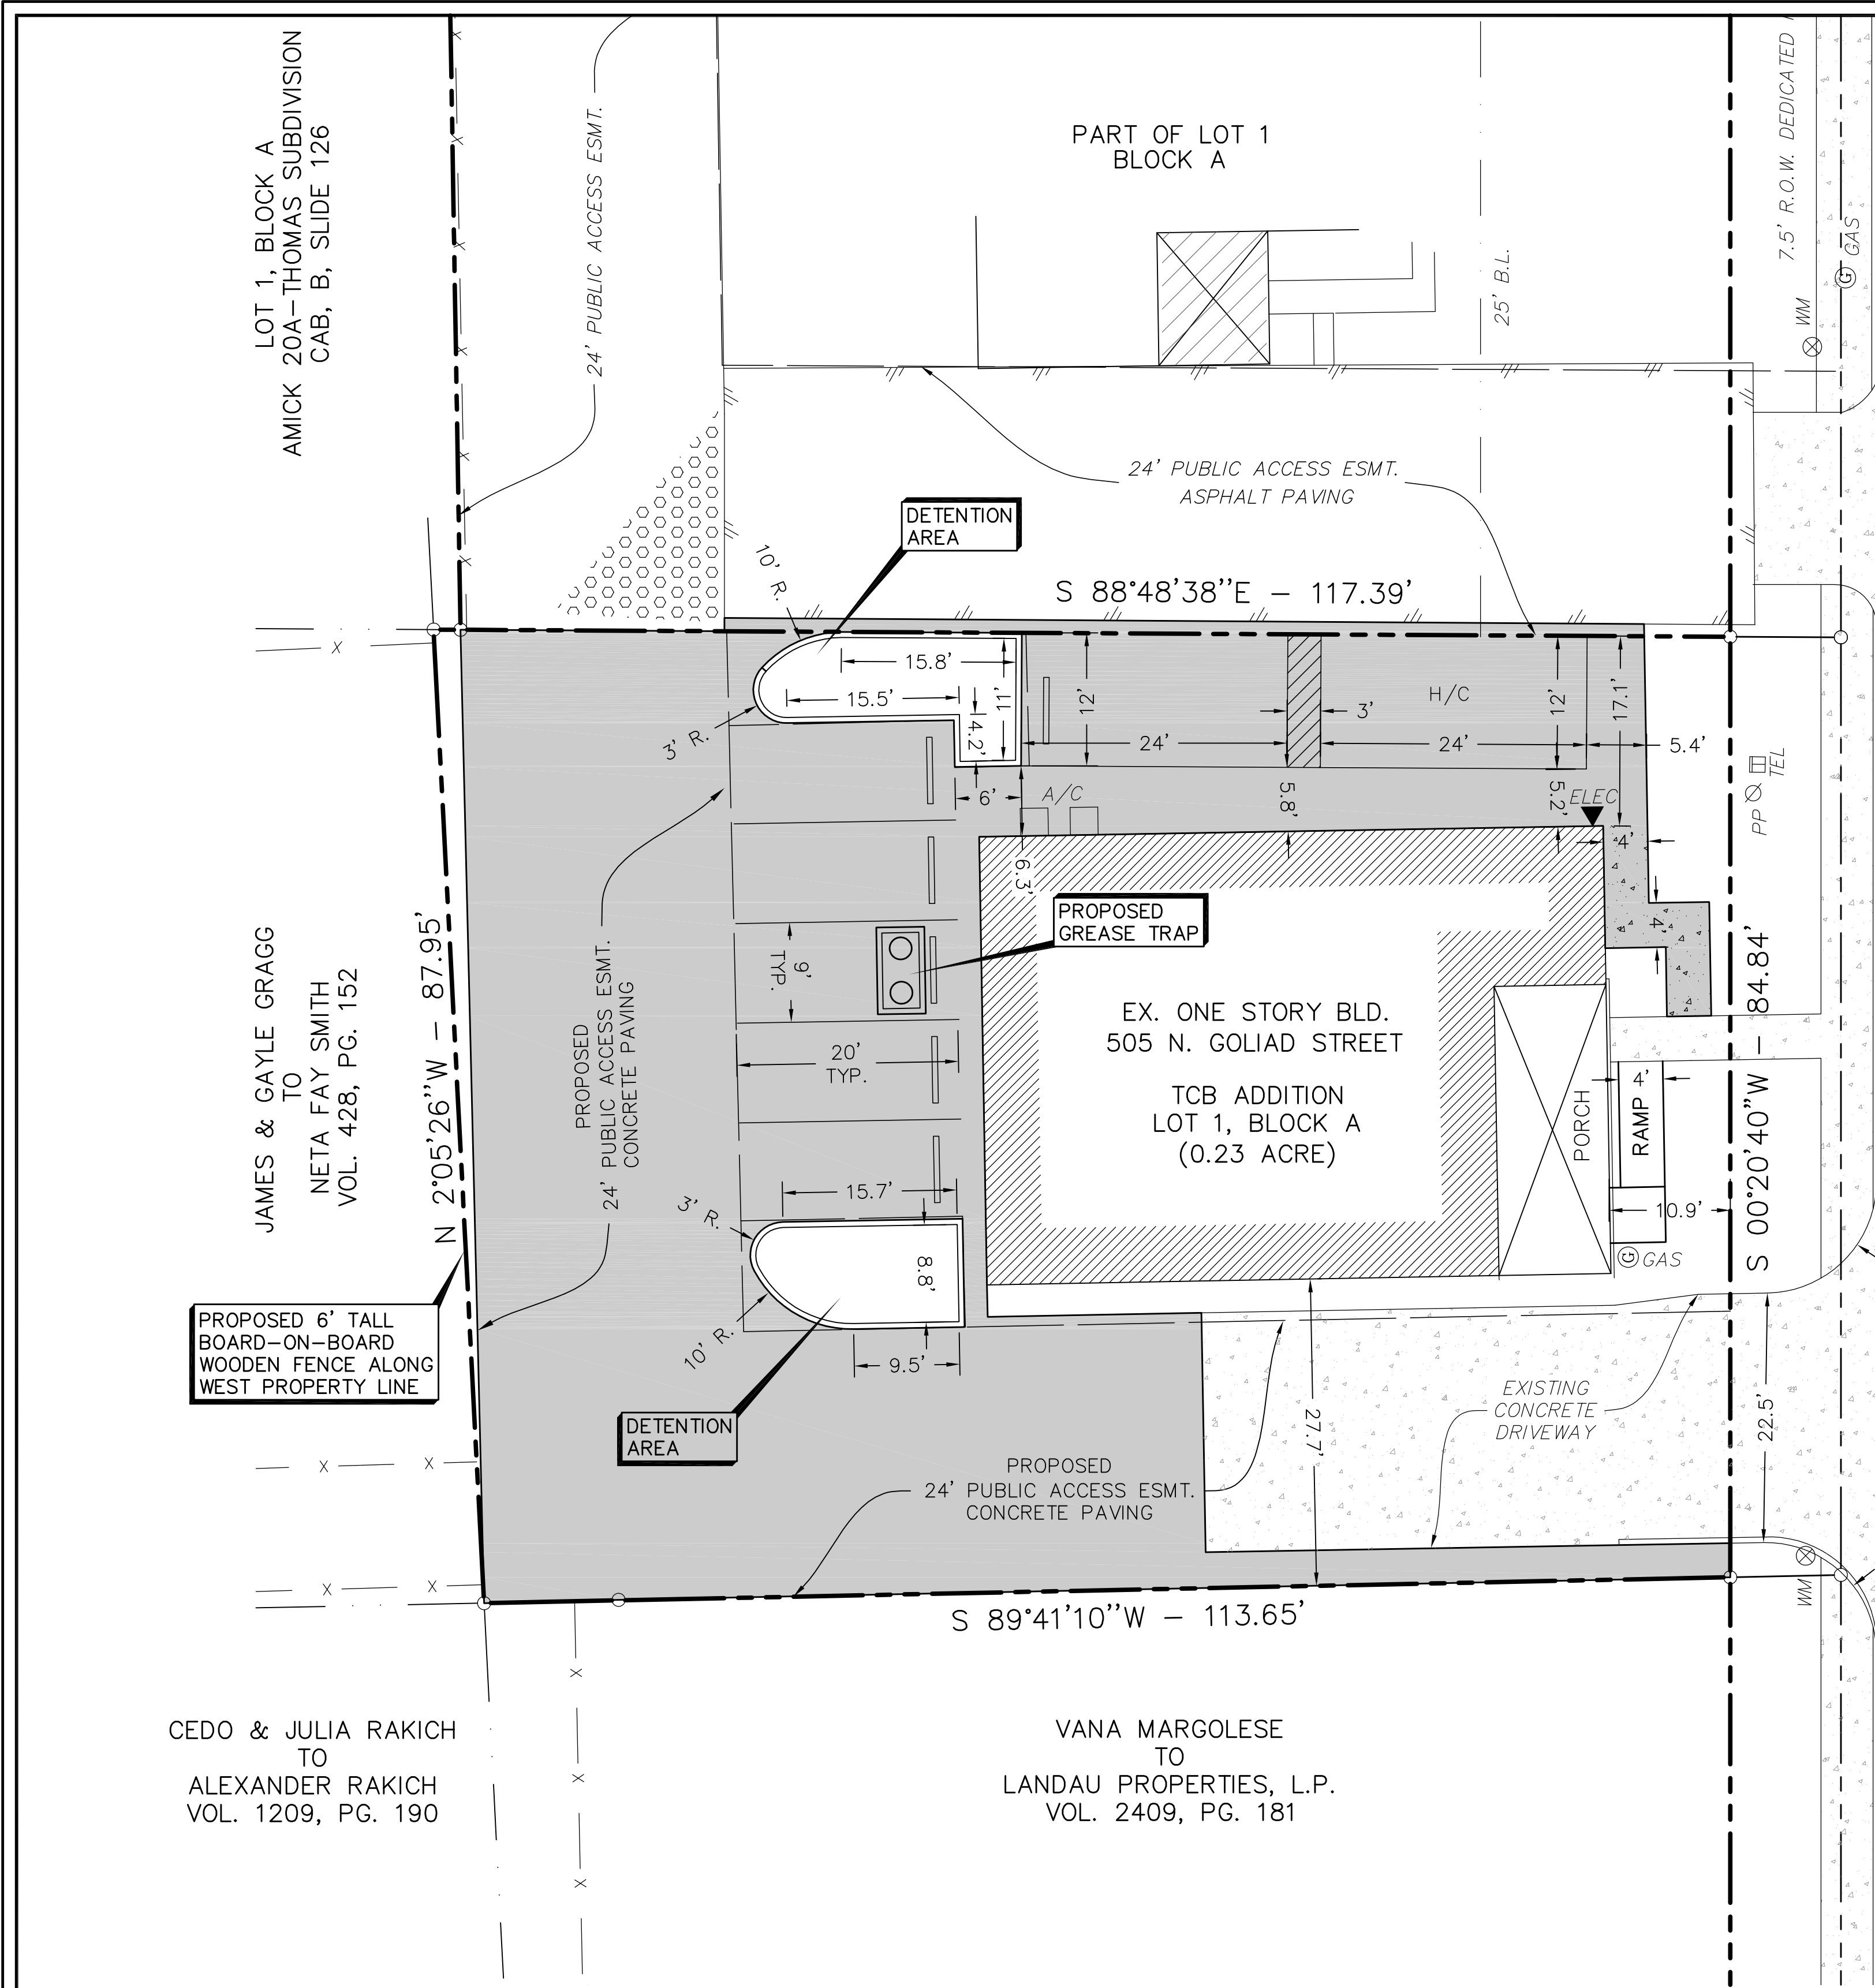 LOT 1, BLOCK A
AMICK 20A-THOMAS SUBDIVISION
CAB, B, SLIDE 126
24' PUBLIC ACCESS ESMT.
PART OF LOT 1
BLOCK A
25' B.L.
7.5' R.O.W. DEDICATED
WM
G GAS
24' PUBLIC ACCESS ESMT.
ASPHALT PAVING
DETENTION
AREA
10' R.
S 88°48'38"E - 117.39'
15.8'
15.5'
11'
4.2'
3' R.
12'
24'
3'
H/C
24'
12'
17.1'
5.4'
6'
A/C
5.8'
5.2'
ELEC
4'
6.3'
4'
PP
TEL
PROPOSED
GREASE TRAP
9'
TYP.
20'
TYP.
JAMES & GAYLE GRAGG
TO
NETA FAY SMITH
VOL. 428, PG. 152
N 2°05'26"W - 87.95'
PROPOSED
24' PUBLIC ACCESS ESMT.
CONCRETE PAVING
EX. ONE STORY BLD.
505 N. GOLIAD STREET
TCB ADDITION
LOT 1, BLOCK A
(0.23 ACRE)
PORCH
RAMP
4'
10.9'
S 00°20'40"W - 84.84'
G GAS
15.7'
3' R.
8.8'
10' R.
9.5'
PROPOSED 6' TALL
BOARD-ON-BOARD
WOODEN FENCE ALONG
WEST PROPERTY LINE
DETENTION
AREA
27.7'
EXISTING
CONCRETE
DRIVEWAY
22.5'
PROPOSED
24' PUBLIC ACCESS ESMT.
CONCRETE PAVING
WM
S 89°41'10"W - 113.65'
CEDO & JULIA RAKICH
TO
ALEXANDER RAKICH
VOL. 1209, PG. 190
VANA MARGOLESE
TO
LANDAU PROPERTIES, L.P.
VOL. 2409, PG. 181